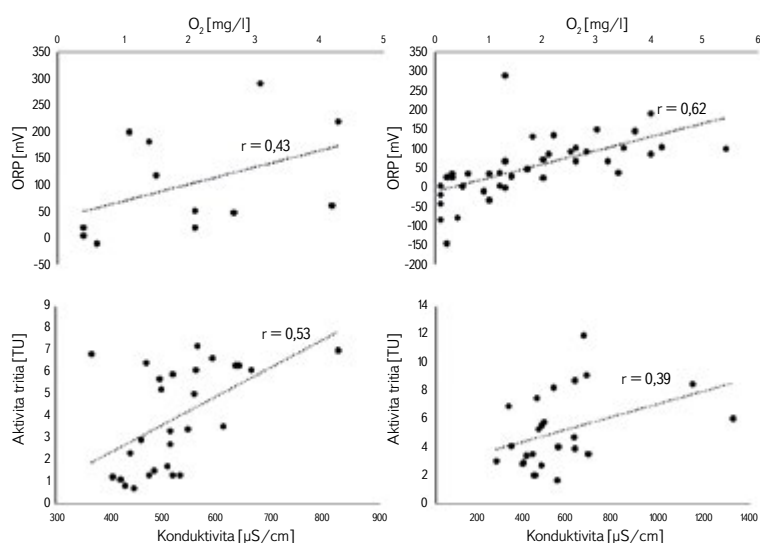 O₂ [mg/l]
0 1 2 3 4 5
350
300
250
200
150
100
50
0
-50
ORP [mV]
r = 0,43
O₂ [mg/l]
0 1 2 3 4 5 6
350
300
250
200
150
100
50
0
-50
-100
-150
-200
ORP [mV]
r = 0,62
9
8
7
6
5
4
3
2
1
0
Aktivita tritia [TU]
r = 0,53
300 400 500 600 700 800 900
Konduktivita [µS/cm]
14
12
10
8
6
4
2
0
Aktivita tritia [TU]
r = 0,39
200 400 600 800 1000 1200 1400
Konduktivita [µS/cm]